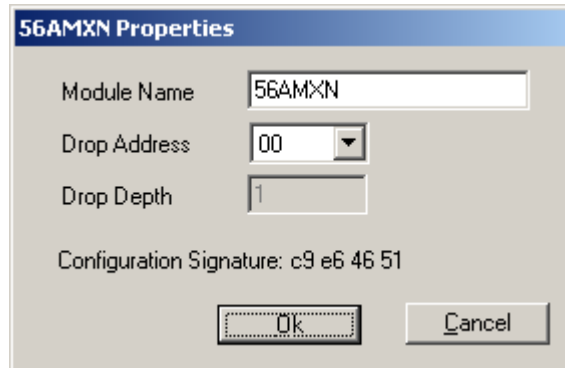 56AMXN Properties
Module Name 56AMXN
Drop Address 00
Drop Depth 1
Configuration Signature: c9 e6 46 51
Ok Cancel